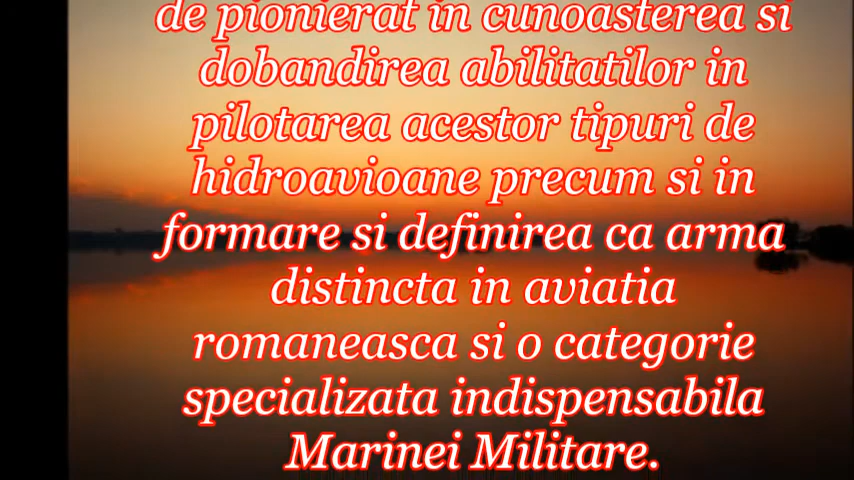 de pionierat in cunoasterea si
dobandirea abilitatilor in
pilotarea acestor tipuri de
hidroavioane precum si in
formare si definirea ca arma
distincta in aviatia
romaneasca si o categorie
specializata indispensabila
Marinei Militare.